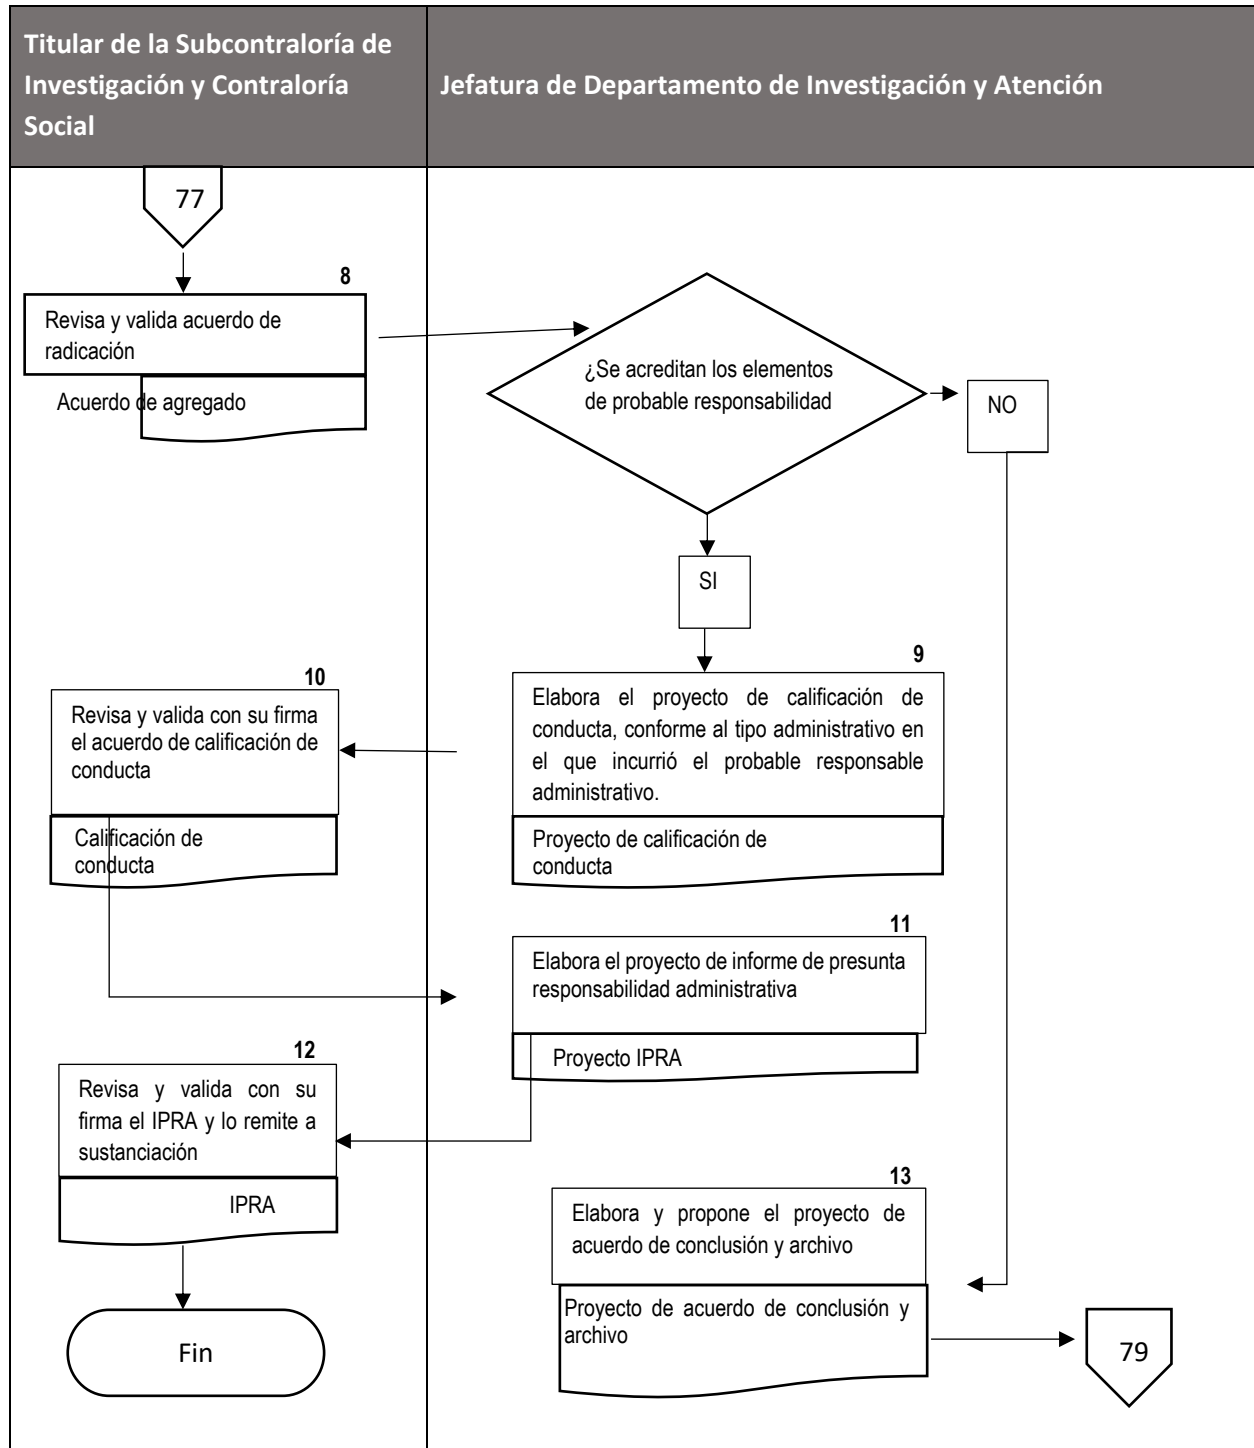 Titular de la Subcontraloría de
Investigación y Contraloría
Social
Jefatura de Departamento de Investigación y Atención
77
8
Revisa y valida acuerdo de
radicación
Acuerdo de agregado
¿Se acreditan los elementos
de probable responsabilidad
NO
SI
9
Elabora el proyecto de calificación de
conducta, conforme al tipo administrativo en
el que incurrió el probable responsable
administrativo.
Proyecto de calificación de
conducta
10
Revisa y valida con su firma
el acuerdo de calificación de
conducta
Calificación de
conducta
11
Elabora el proyecto de informe de presunta
responsabilidad administrativa
Proyecto IPRA
12
Revisa y valida con su
firma el IPRA y lo remite a
sustanciación
IPRA
13
Elabora y propone el proyecto de
acuerdo de conclusión y archivo
Proyecto de acuerdo de conclusión y
archivo
Fin
79